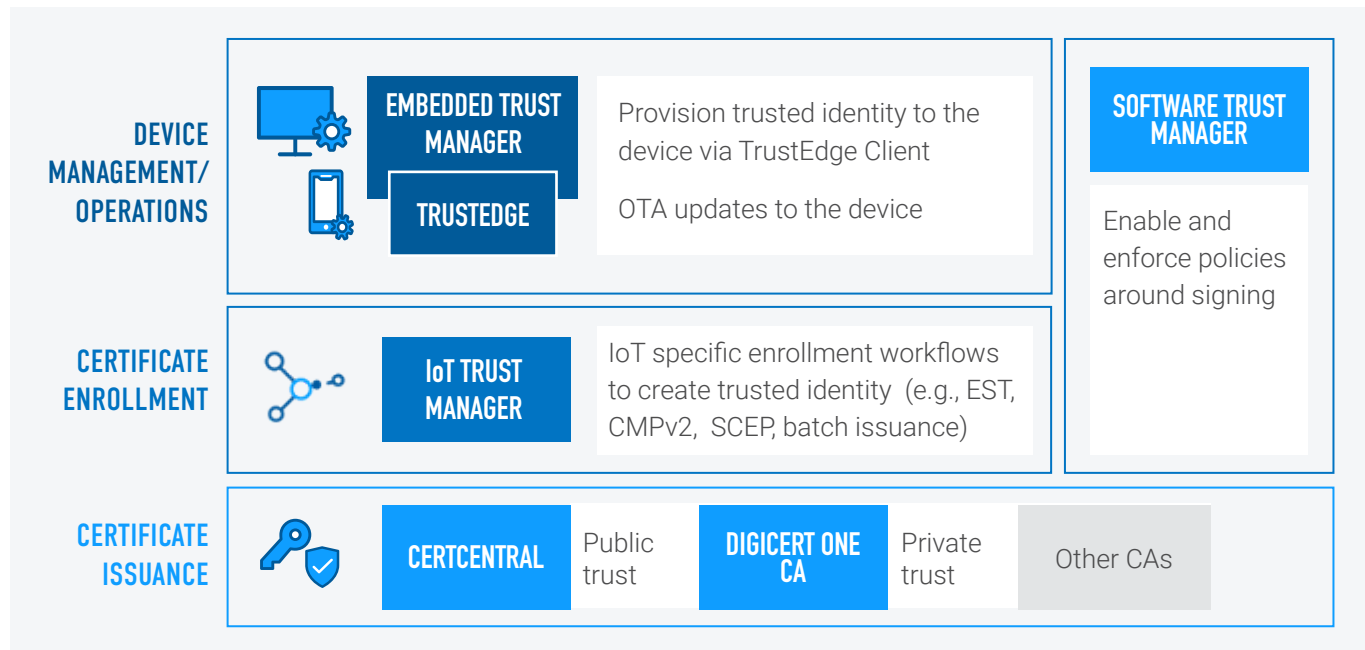 DEVICE
MANAGEMENT/
OPERATIONS
EMBEDDED TRUST
MANAGER
TRUSTEDGE
Provision trusted identity to the
device via TrustEdge Client
OTA updates to the device
SOFTWARE TRUST
MANAGER
Enable and
enforce policies
around signing
CERTIFICATE
ENROLLMENT
IoT TRUST
MANAGER
IoT specific enrollment workflows
to create trusted identity (e.g., EST,
CMPv2, SCEP, batch issuance)
CERTIFICATE
ISSUANCE
CERTCENTRAL
Public
trust
DIGICERT ONE
CA
Private
trust
Other CAs